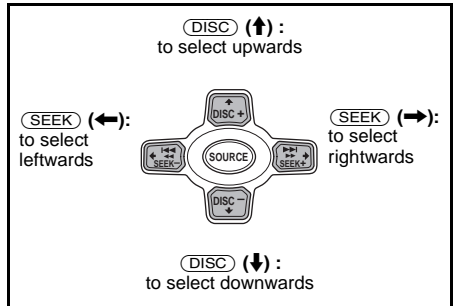 DISC (↑) :
to select upwards
SEEK (←):
to select
leftwards
SEEK (→):
to select
rightwards
DISC +
SEEK–
SOURCE
SEEK+
DISC –
DISC (↓) :
to select downwards